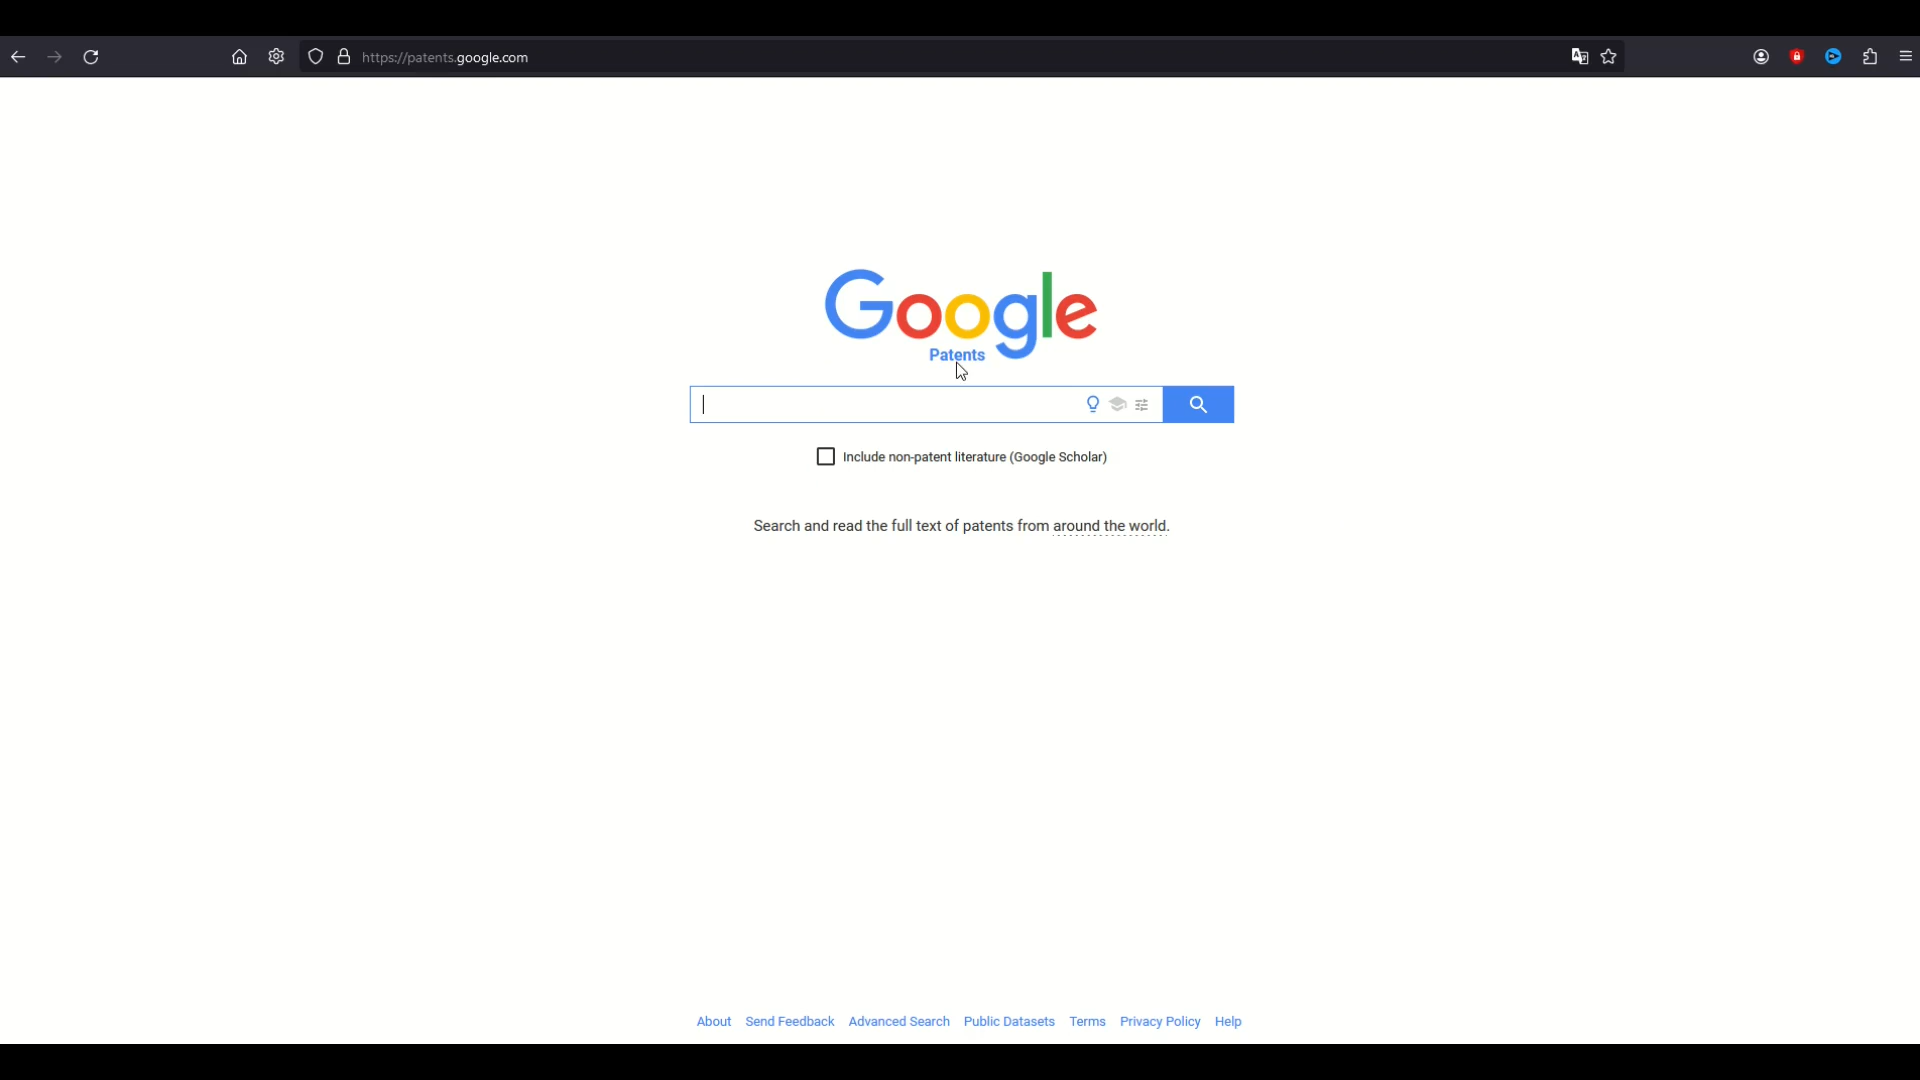 https://patents.google.com
Google
Patents
Include non-patent literature (Google Scholar)
Search and read the full text of patents from around the world.
About Send Feedback Advanced Search Public Datasets Terms Privacy Policy Help